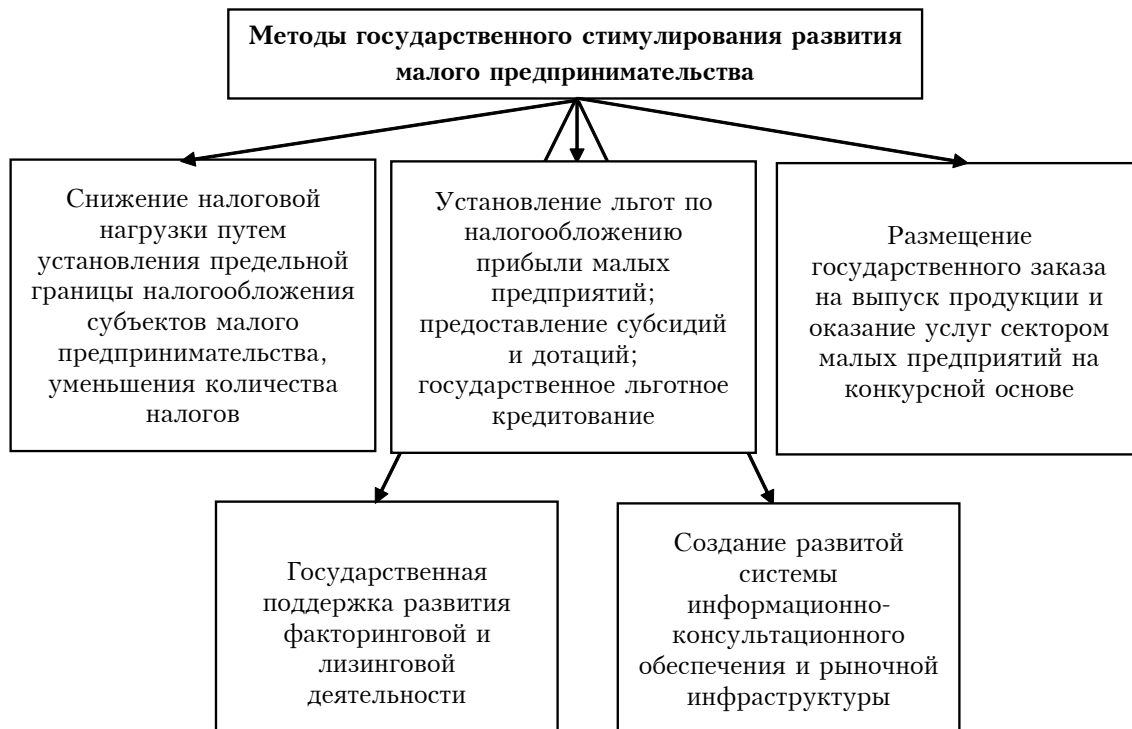 Методы государственного стимулирования развития
малого предпринимательства
Снижение налоговой
нагрузки путем
установления предельной
границы налогообложения
субъектов малого
предпринимательства,
уменьшения количества
налогов
Установление льгот по
налогообложению
прибыли малых
предприятий;
предоставление субсидий
и дотаций;
государственное льготное
кредитование
Размещение
государственного заказа
на выпуск продукции и
оказание услуг сектором
малых предприятий на
конкурсной основе
Государственная
поддержка развития
факторинговой и
лизинговой
деятельности
Создание развитой
системы
информационно-
консультационного
обеспечения и рыночной
инфраструктуры